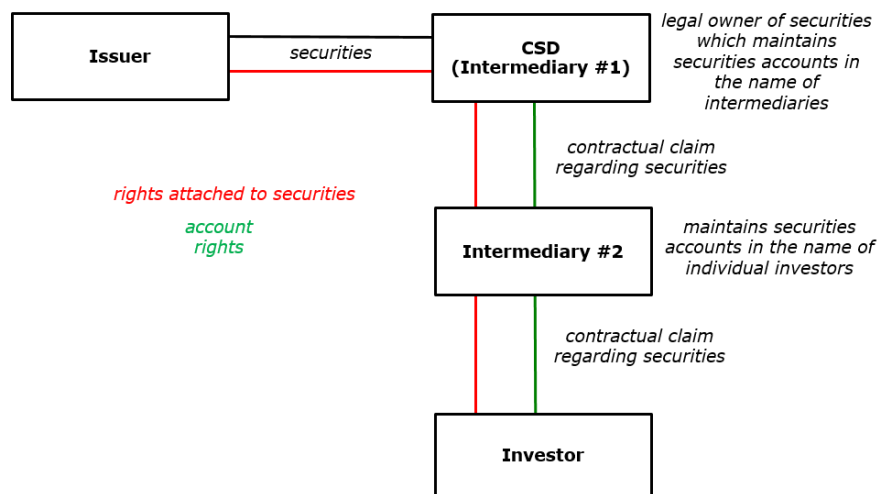 Issuer
securities
CSD
(Intermediary #1)
legal owner of securities
which maintains
securities accounts in
the name of
intermediaries
contractual claim
regarding securities
rights attached to securities
account
rights
Intermediary #2
maintains securities
accounts in the name of
individual investors
contractual claim
regarding securities
Investor